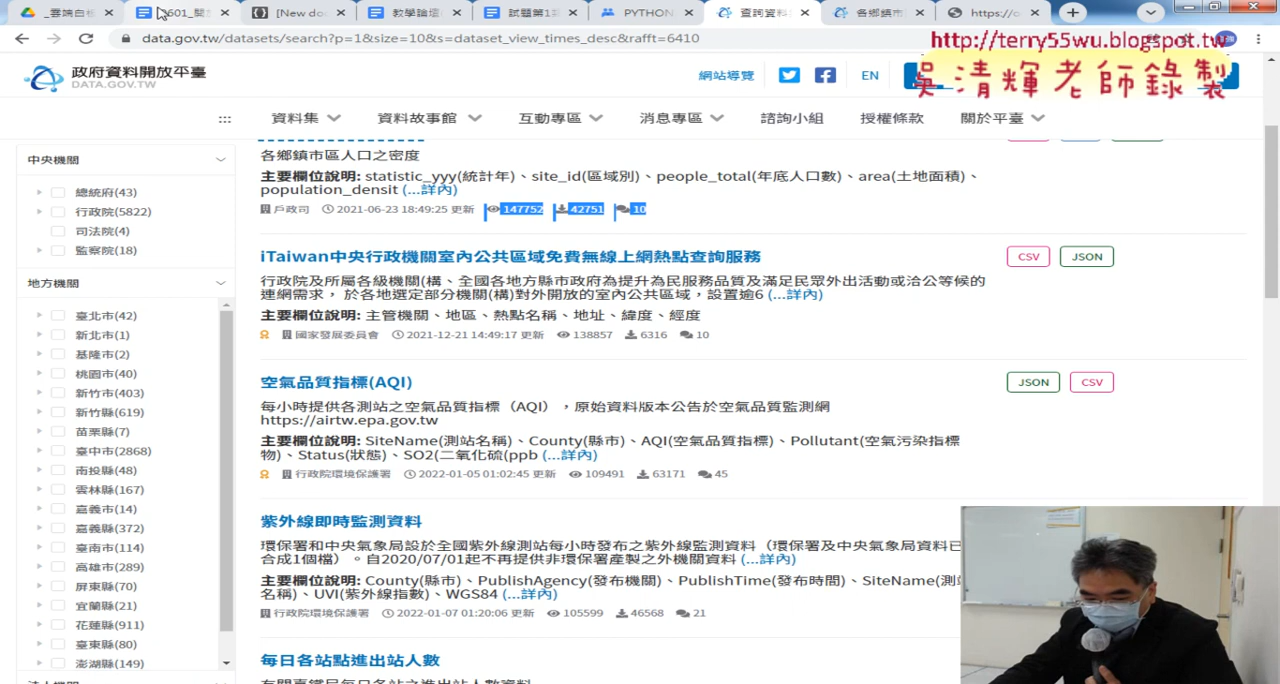 _雲端白板
[New do
教學論壇
試題第1
PYTHON
查詢資料
各鄉鎮市
https://o
data.gov.tw/datasets/search?p=1&size=10&s=dataset_view_times_desc&rafft=6410
http://terry55wu.blogspot.tw
吳清輝老師錄製
政府資料開放平臺
DATA.GOV.TW
網站導覽
EN
資料集
資料故事館
互動專區
消息專區
諮詢小組
授權條款
關於平臺
中央機關
總統府(43)
行政院(5822)
司法院(4)
監察院(18)
地方機關
臺北市(42)
新北市(1)
基隆市(2)
桃園市(40)
新竹市(403)
新竹縣(619)
苗栗縣(7)
臺中市(2868)
南投縣(48)
雲林縣(167)
嘉義市(14)
嘉義縣(372)
臺南市(114)
高雄市(289)
屏東縣(70)
宜蘭縣(21)
花蓮縣(911)
臺東縣(80)
澎湖縣(149)
各鄉鎮市區人口之密度
主要欄位說明: statistic_yyy(統計年)、site_id(區域別)、people_total(年底人口數)、area(土地面積)、
population_densit (...詳內)
戶政司 2021-06-23 18:49:25 更新 147752 42751 10
iTaiwan中央行政機關室內公共區域免費無線上網熱點查詢服務
CSV JSON
行政院及所屬各級機關(構、全國各地方縣市政府為提升為民服務品質及滿足民眾外出活動或洽公等候的
連網需求， 於各地選定部分機關(構)對外開放的室內公共區域，設置逾6 (...詳內)
主要欄位說明: 主管機關、地區、熱點名稱、地址、緯度、經度
國家發展委員會 2021-12-21 14:49:17 更新 138857 6316 10
空氣品質指標(AQI)
JSON CSV
每小時提供各測站之空氣品質指標（AQI），原始資料版本公告於空氣品質監測網
https://airtw.epa.gov.tw
主要欄位說明: SiteName(測站名稱)、County(縣市)、AQI(空氣品質指標)、Pollutant(空氣污染指標
物)、Status(狀態)、SO2(二氧化硫(ppb (...詳內)
行政院環境保護署 2022-01-05 01:02:45 更新 109491 63171 45
紫外線即時監測資料
環保署和中央氣象局設於全國紫外線測站每小時發布之紫外線監測資料（環保署及中央氣象局資料已
合成1個檔）。自2020/07/01起不再提供非環保署產製之外機關資料 (...詳內)
主要欄位說明: County(縣市)、PublishAgency(發布機關)、PublishTime(發布時間)、SiteName(測站
名稱)、UVI(紫外線指數)、WGS84 (...詳內)
行政院環境保護署 2022-01-07 01:20:06 更新 105599 46568 21
每日各站點進出站人數